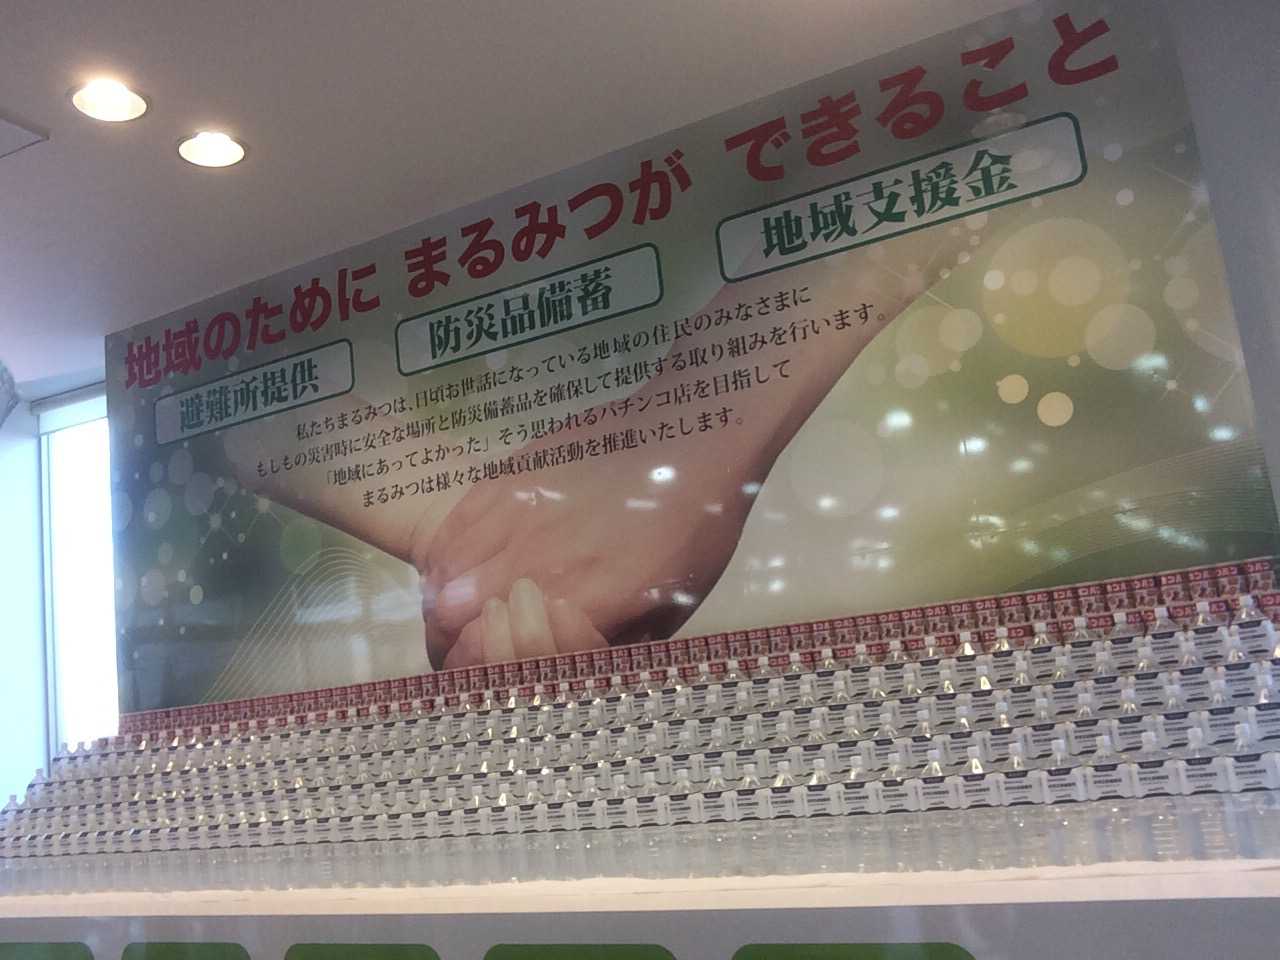 地域のために まるみつが できること
避難所提供
防災品備蓄
地域支援金
私たちまるみつは、日頃お世話になっている地域の住民のみなさまに
もしもの災害時に安全な場所と防災備蓄品を確保して提供する取り組みを行います。
「地域にあってよかった」そう思われるパチンコ店を目指して
まるみつは様々な地域貢献活動を推進いたします。